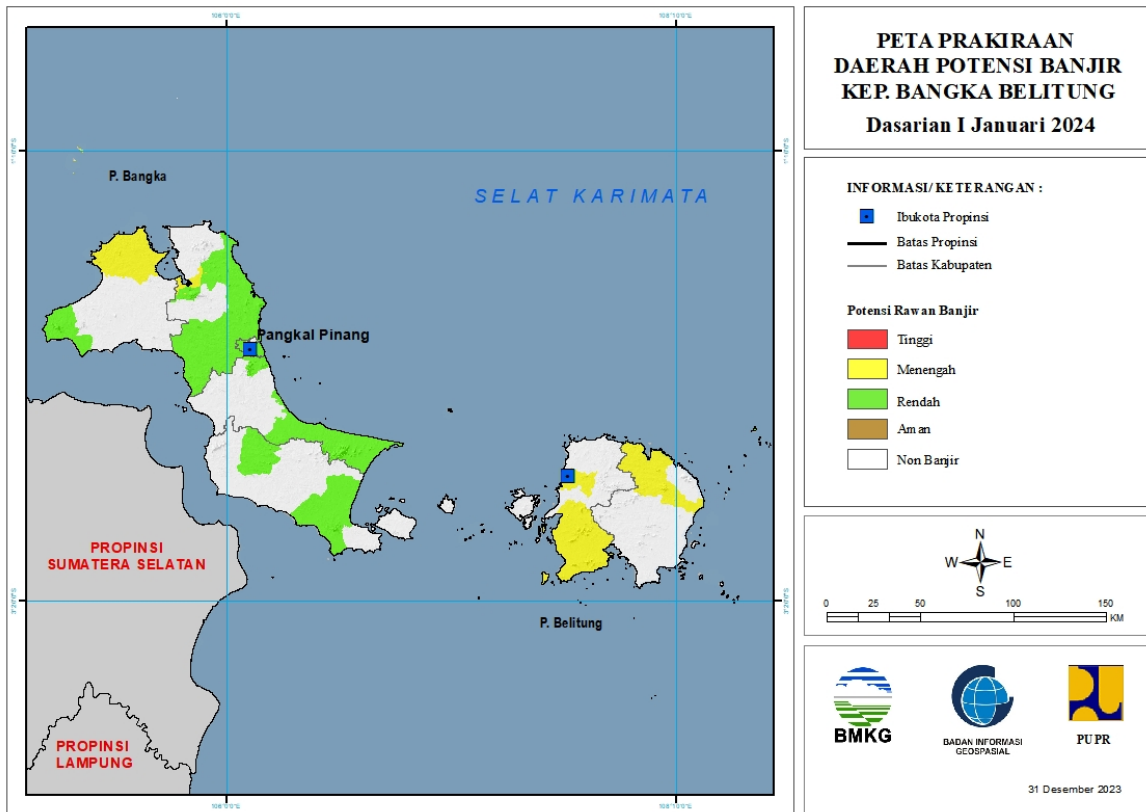 PETA PRAKIRAAN
DAERAH POTENSI BANJIR
KEP. BANGKA BELITUNG
Dasarian I Januari 2024
INFORMASI/ KETERANGAN :
Ibukota Propinsi
Batas Propinsi
Batas Kabupaten
Potensi Rawan Banjir
Tinggi
Menengah
Rendah
Aman
Non Banjir
N
W E
S
0 25 50 100 150
KM
BMKG
BADAN INFORMASI
GEOSPASIAL
PUPR
31 Desember 2023
P. Bangka
SELAT KARIMATA
Pangkal Pinang
PROPINSI
SUMATERA SELATAN
P. Belitung
PROPINSI
LAMPUNG